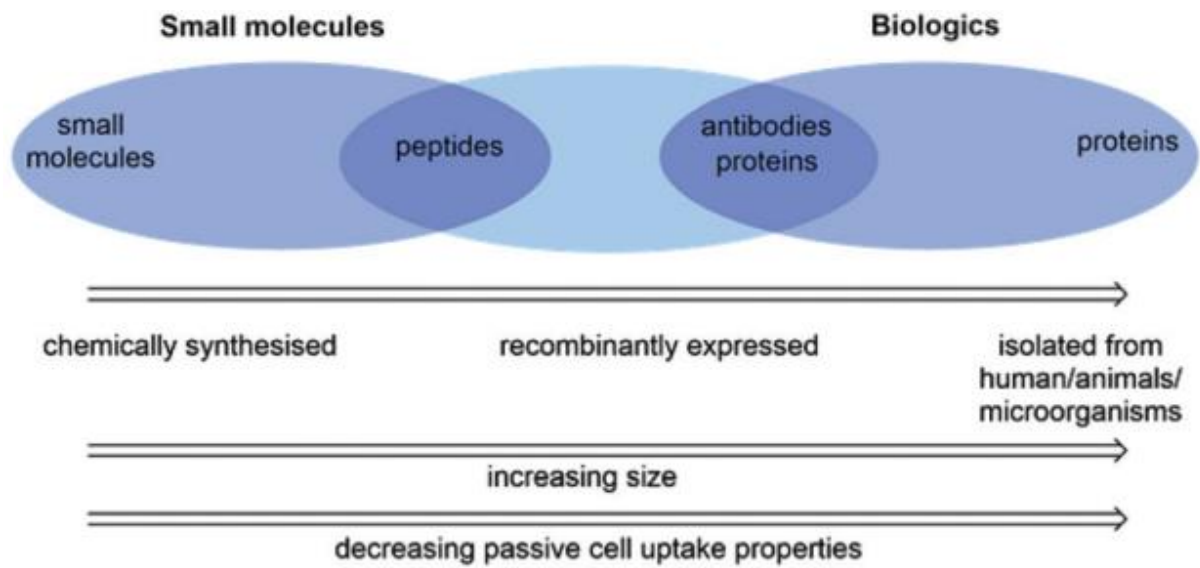 Small molecules
Biologics
small
molecules
peptides
antibodies
proteins
proteins
chemically synthesised
recombinantly expressed
isolated from
human/animals/
microorganisms
increasing size
decreasing passive cell uptake properties